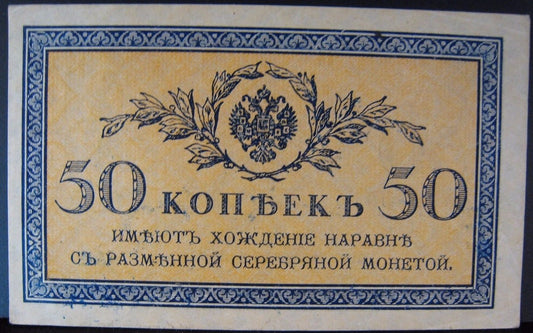 50 КОПѢЕКЪ 50
ИМѢЮТЪ ХОЖДЕНІЕ НАРАВНѢ
СЪ РАЗМѢННОЙ СЕРЕБРЯНОЙ МОНЕТОЙ.